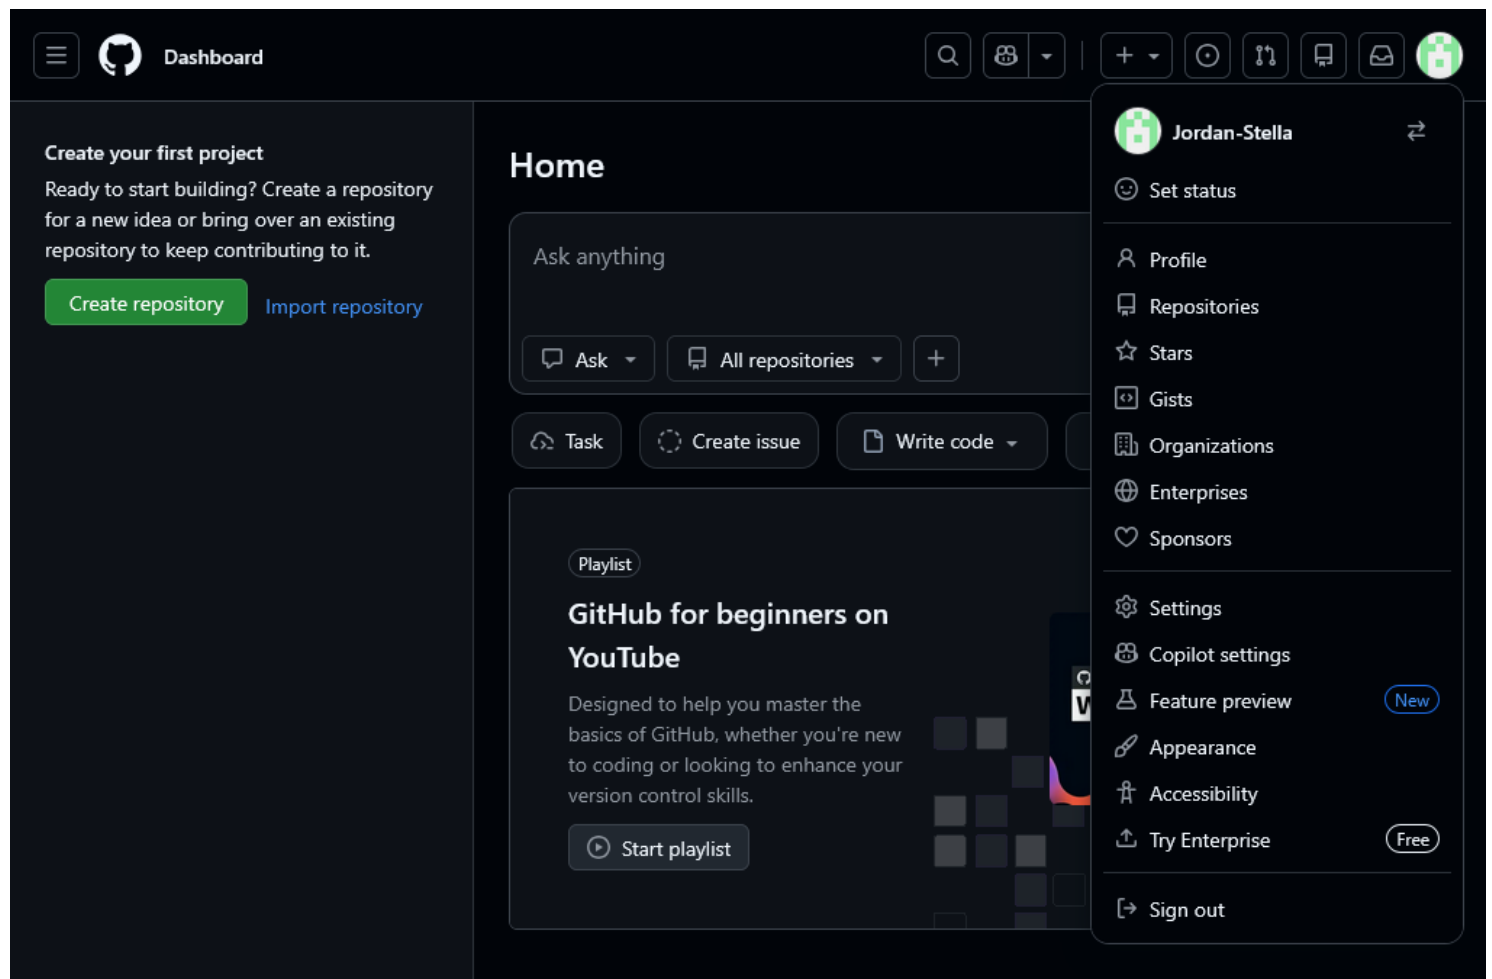 Dashboard
Create your first project
Ready to start building? Create a repository
for a new idea or bring over an existing
repository to keep contributing to it.
Create repository
Import repository
Home
Ask anything
Ask
All repositories
Task
Create issue
Write code
Playlist
GitHub for beginners on
YouTube
Designed to help you master the
basics of GitHub, whether you're new
to coding or looking to enhance your
version control skills.
Start playlist
Jordan-Stella
Set status
Profile
Repositories
Stars
Gists
Organizations
Enterprises
Sponsors
Settings
Copilot settings
Feature preview
New
Appearance
Accessibility
Try Enterprise
Free
Sign out